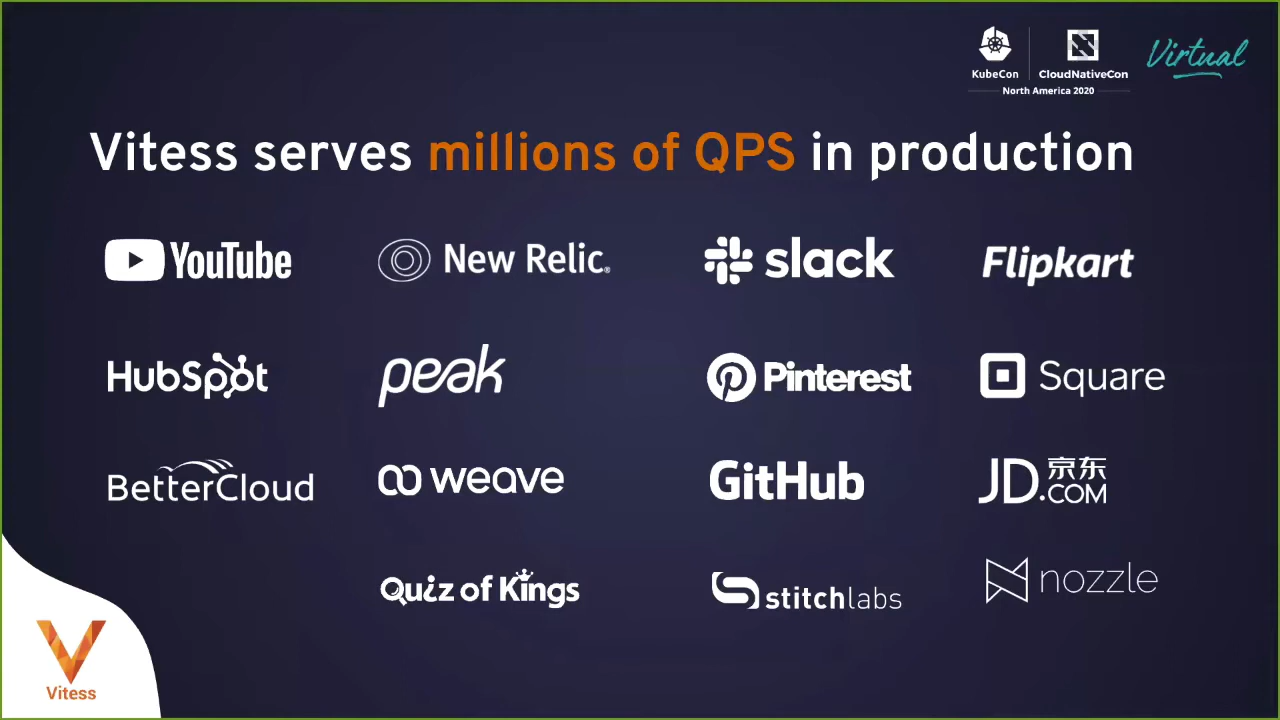 KubeCon
CloudNativeCon
North America 2020
Virtual
Vitess serves millions of QPS in production
YouTube
New Relic®
slack
Flipkart
HubSpot
peak
Pinterest
Square
BetterCloud
weave
GitHub
JD.COM 京东
Quiz of Kings
stitchlabs
nozzle
Vitess